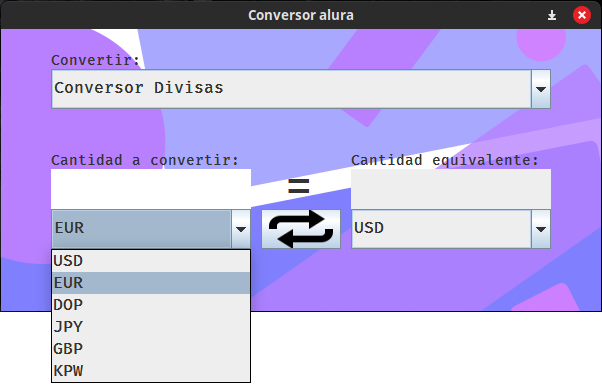 Conversor alura
Convertir:
Conversor Divisas
Cantidad a convertir:
Cantidad equivalente:
=
EUR
USD
USD
EUR
DOP
JPY
GBP
KPW